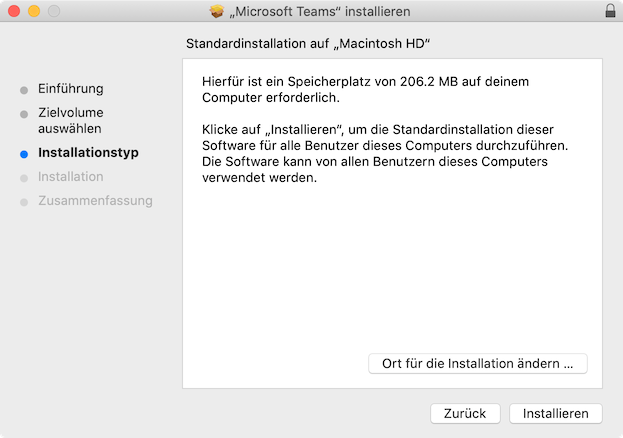 „Microsoft Teams“ installieren
Standardinstallation auf „Macintosh HD“
Einführung
Zielvolume
auswählen
Installationstyp
Installation
Zusammenfassung
Hierfür ist ein Speicherplatz von 206.2 MB auf deinem
Computer erforderlich.
Klicke auf „Installieren“, um die Standardinstallation dieser
Software für alle Benutzer dieses Computers durchzuführen.
Die Software kann von allen Benutzern dieses Computers
verwendet werden.
Ort für die Installation ändern ...
Zurück
Installieren